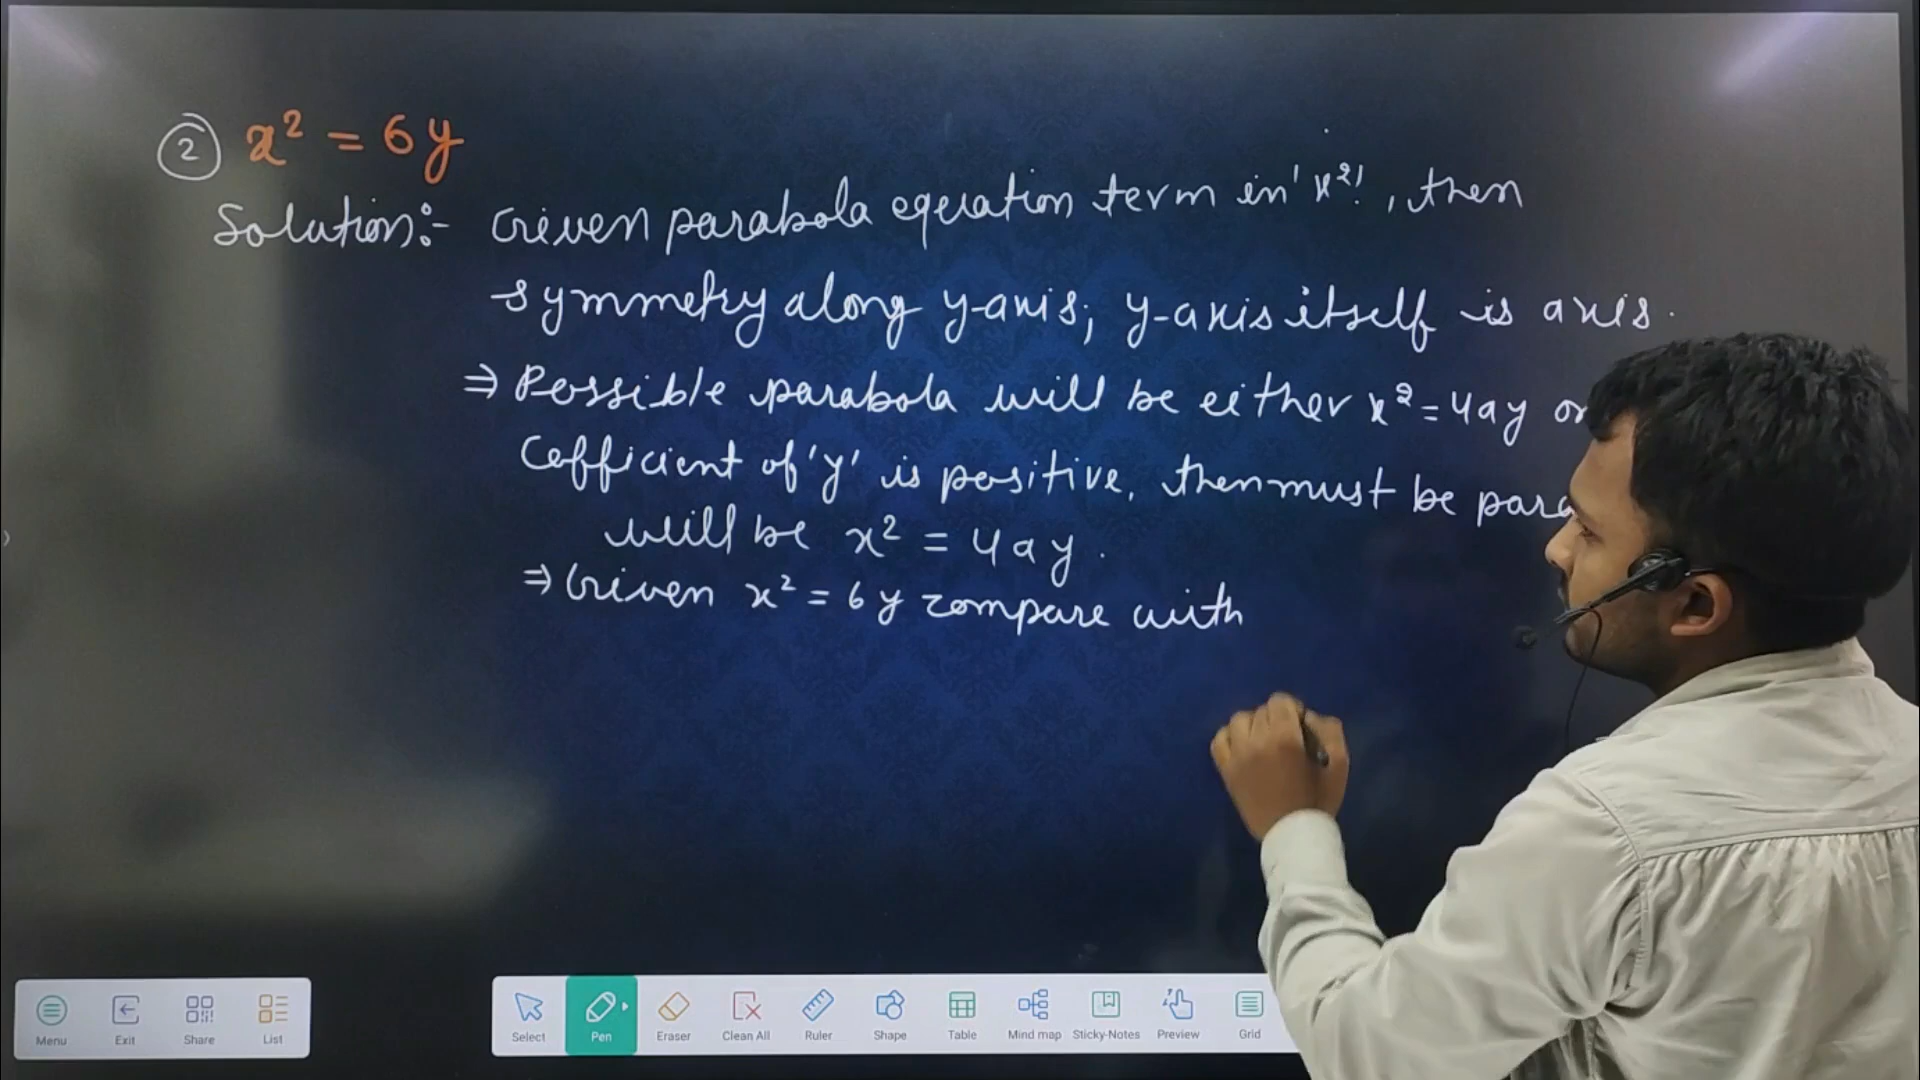 ② x² = 6y
Solution:- Given parabola equation term in 'x²', then
symmetry along y-axis; y-axis itself is axis.
⇒ Possible parabola will be either x² = 4ay or
Cofficient of 'y' is positive, then must be para
will be x² = 4ay.
⇒ Given x² = 6y compare with
Menu Exit Share List Select Pen Eraser Clean All Ruler Shape Table Mind map Sticky-Notes Preview Grid